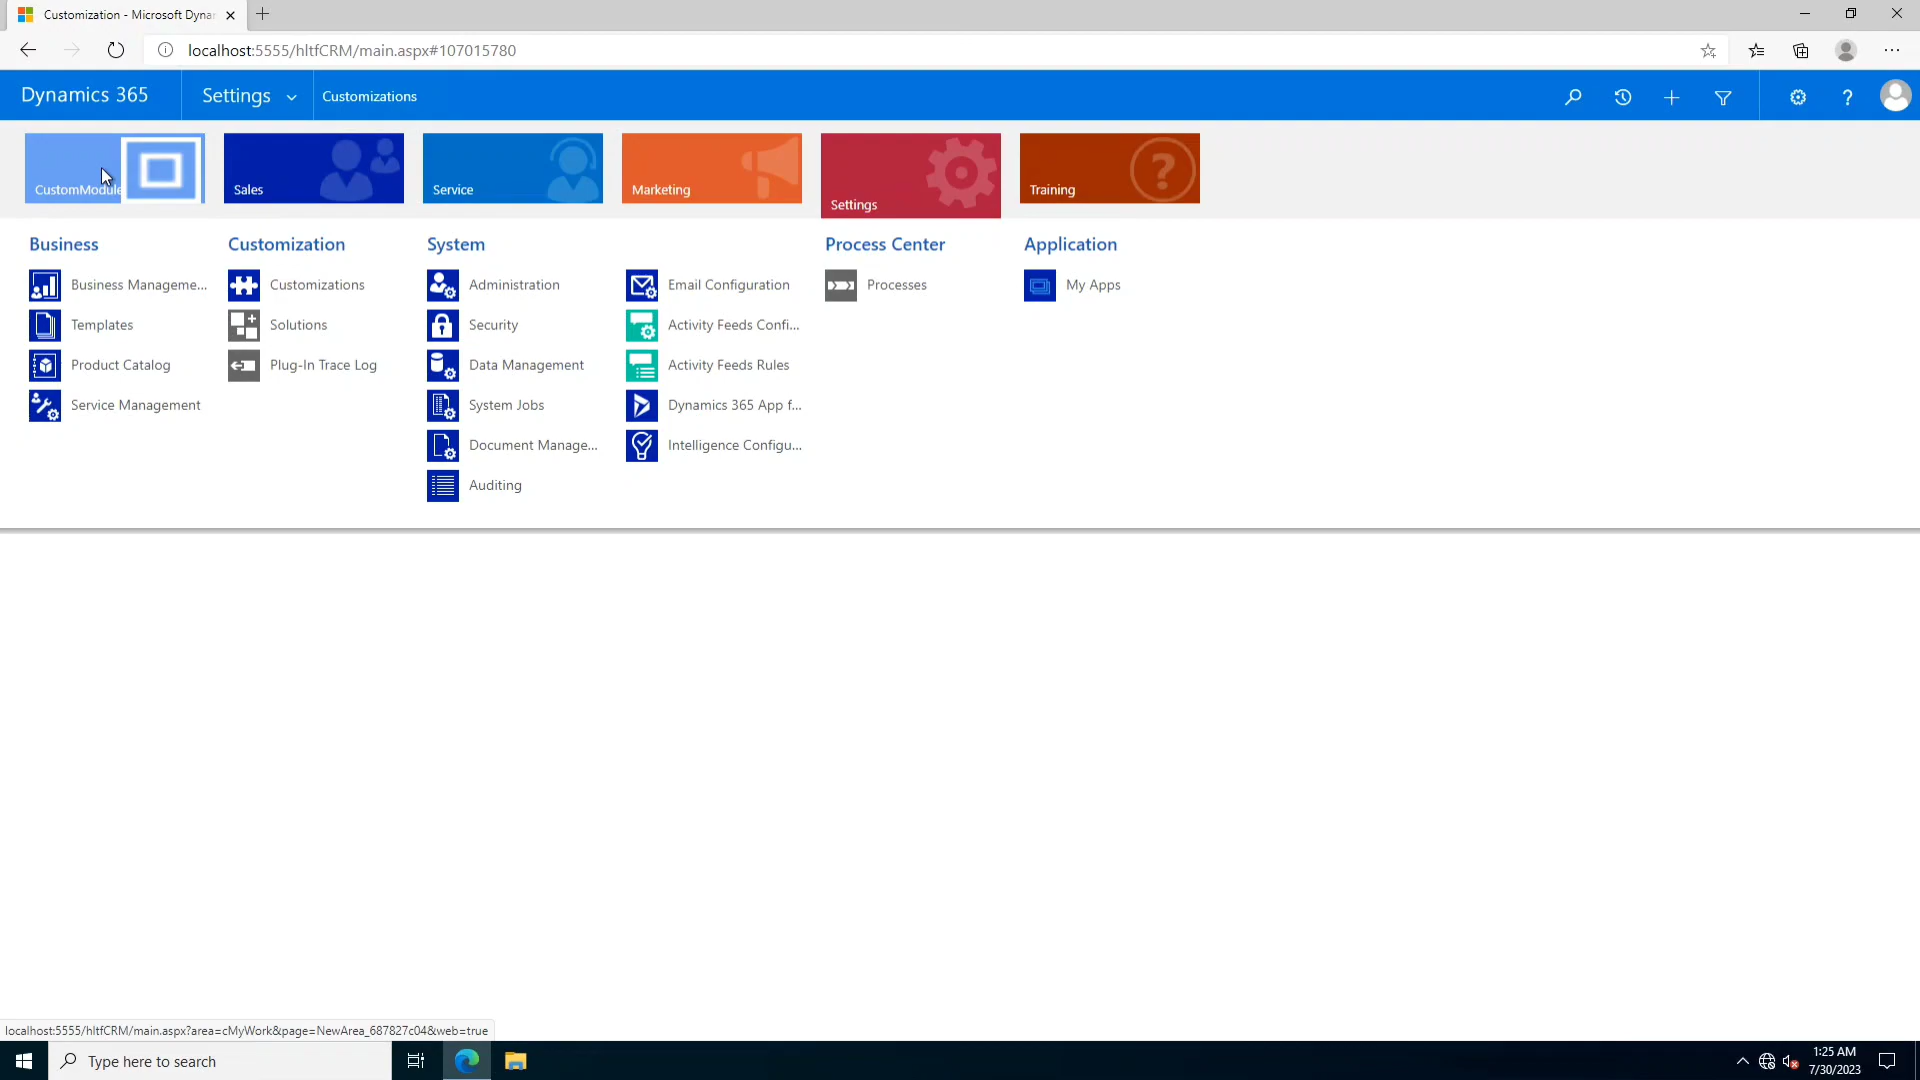 Customization - Microsoft Dyna
localhost:5555/hltfCRM/main.aspx#107015780
Dynamics 365 Settings Customizations
CustomModule Sales Service Marketing Settings Training
Business
Business Manageme...
Templates
Product Catalog
Service Management
Customization
Customizations
Solutions
Plug-In Trace Log
System
Administration
Security
Data Management
System Jobs
Document Manage...
Auditing
Email Configuration
Activity Feeds Confi...
Activity Feeds Rules
Dynamics 365 App f...
Intelligence Configu...
Process Center
Processes
Application
My Apps
localhost:5555/hltfCRM/main.aspx?area=cMyWork&page=NewArea_687827c04&web=true
Type here to search
1:25 AM
7/30/2023